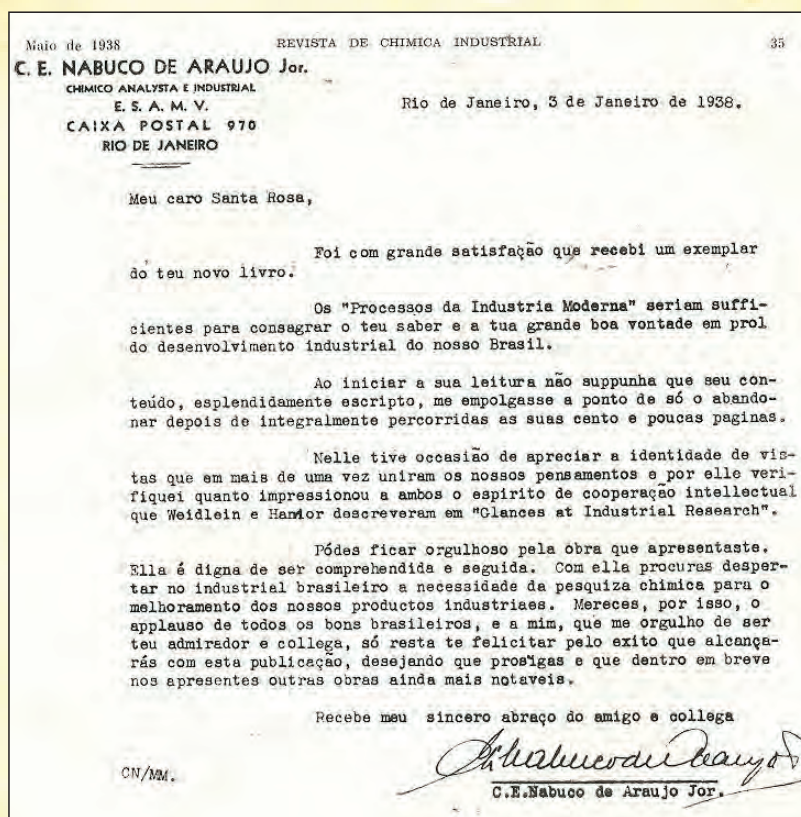 Maio de 1938 REVISTA DE CHIMICA INDUSTRIAL 35
C. E. NABUCO DE ARAUJO Jor.
CHIMICO ANALYSTA E INDUSTRIAL
E. S. A. M. V.
CAIXA POSTAL 970
RIO DE JANEIRO
Rio de Janeiro, 3 de Janeiro de 1938.
Meu caro Santa Rosa,
Foi com grande satisfação que recebi um exemplar
do teu novo livro.
Os "Processos da Industria Moderna" seriam suffi-
cientes para consagrar o teu saber e a tua grande boa vontade em prol
do desenvolvimento industrial do nosso Brasil.
Ao iniciar a sua leitura não suppunha que seu con-
teúdo, esplendidamente escripto, me empolgasse a ponto de só o abando-
nar depois de integralmente percorridas as suas cento e poucas paginas.
Nelle tive occasião de apreciar a identidade de vis-
tas que em mais de uma vez uniram os nossos pensamentos e por elle veri-
fiquei quanto impressionou a ambos o espirito de cooperação intellectual
que Weidlein e Hamor descreveram em "Glances at Industrial Research".
Pódes ficar orgulhoso pela obra que apresentaste.
Ella é digna de ser comprehendida e seguida. Com ella procuras desper-
tar no industrial brasileiro a necessidade da pesquiza chimica para o
melhoramento dos nossos productos industriaes. Mereces, por isso, o
applauso de todos os bons brasileiros, e a mim, que me orgulho de ser
teu admirador e collega, só resta te felicitar pelo exito que alcança-
rás com esta publicação, desejando que prosigas e que dentro em breve
nos apresentes outras obras ainda mais notaveis.
Recebe meu sincero abraço do amigo e collega
CN/MM.
C.E.Nabuco de Araujo Jor.